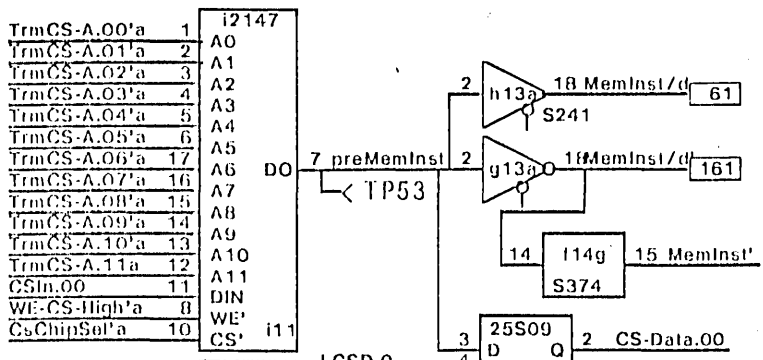 i2147
TrmCS-A.00'a 1 A0
TrmCS-A.01'a 2 A1
TrmCS-A.02'a 3 A2
TrmCS-A.03'a 4 A3
TrmCS-A.04'a 5 A4
TrmCS-A.05'a 6 A5
TrmCS-A.06'a 17 A6
TrmCS-A.07'a 16 A7
TrmCS-A.08'a 15 A8
TrmCS-A.09'a 14 A9
TrmCS-A.10'a 13 A10
TrmCS-A.11a 12 A11
CSIn.00 11 DIN
WE-CS-High'a 8 WE'
CsChipSel'a 10 CS'
i11
DO 7 preMemInst
TP53
2 h13a 18 MemInst/d 61
S241
2 g13a 18 MemInst/d' 161
14 f14g 15 MemInst'
S374
25S09
3 D Q 2 CS-Data.00
4